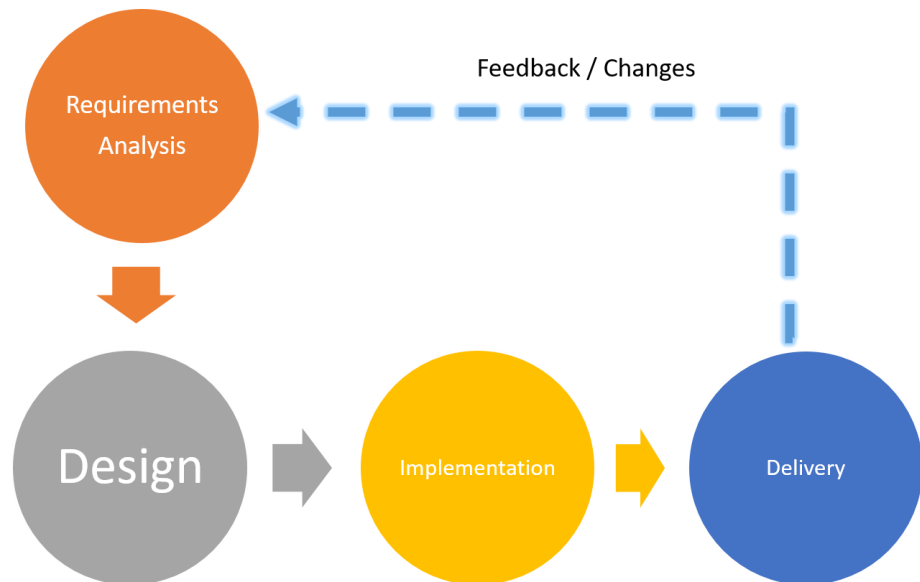 Requirements
Analysis
Feedback / Changes
Design
Implementation
Delivery